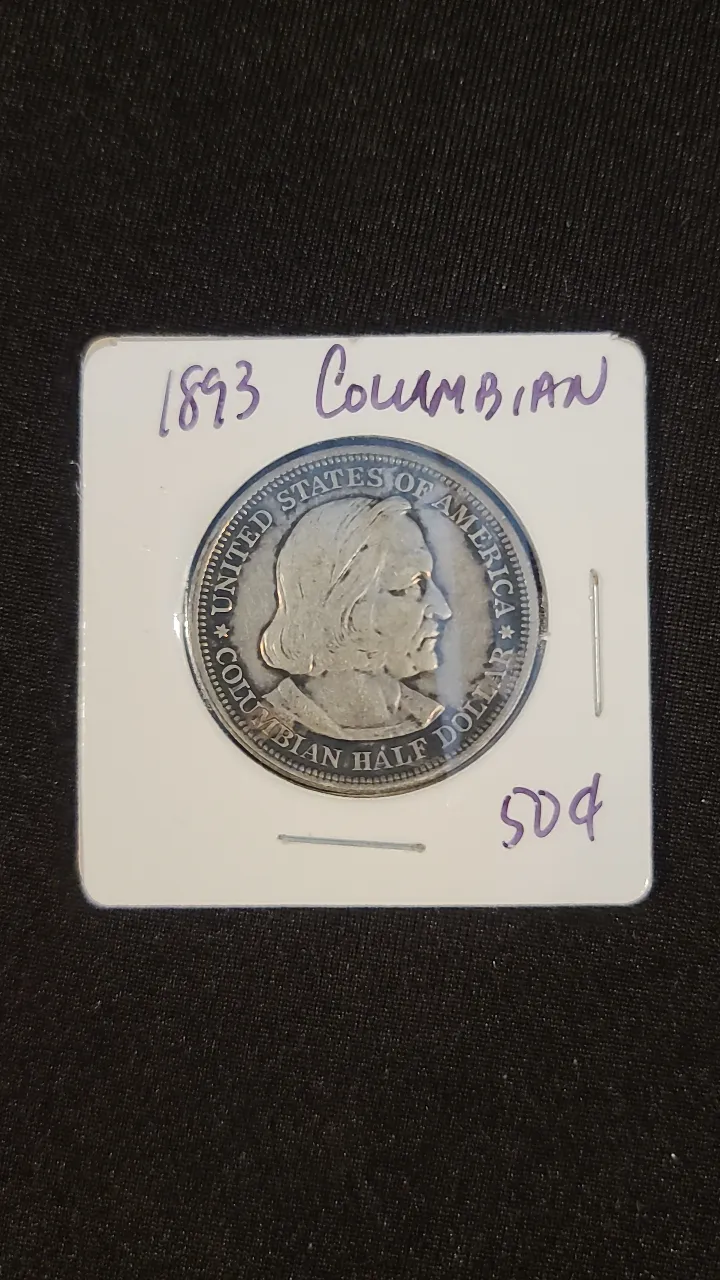 1893 COLUMBIAN
★ UNITED STATES OF AMERICA ★
COLUMBIAN HALF DOLLAR
50¢